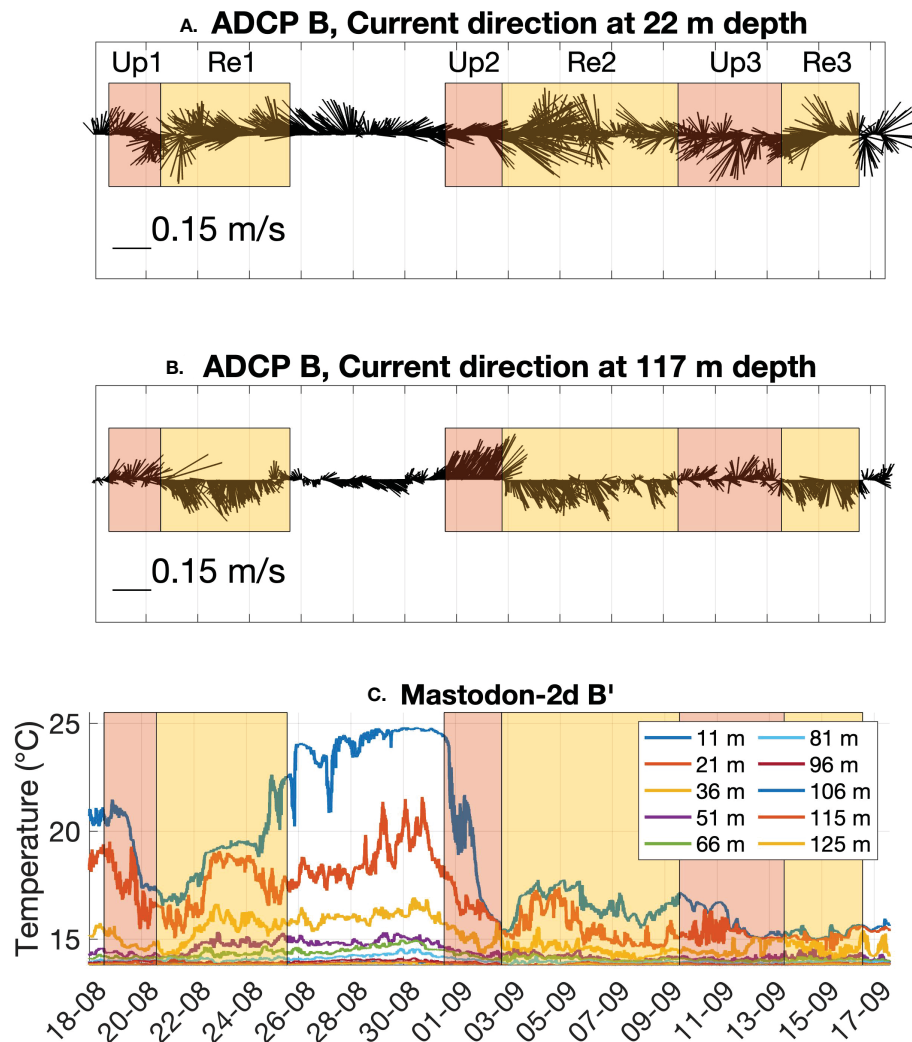 A. ADCP B, Current direction at 22 m depth
Up1 Re1 Up2 Re2 Up3 Re3
0.15 m/s
B. ADCP B, Current direction at 117 m depth
0.15 m/s
C. Mastodon-2d B'
Temperature (°C)
25
20
15
11 m 81 m
21 m 96 m
36 m 106 m
51 m 115 m
66 m 125 m
18-08 20-08 22-08 24-08 26-08 28-08 30-08 01-09 03-09 05-09 07-09 09-09 11-09 13-09 15-09 17-09